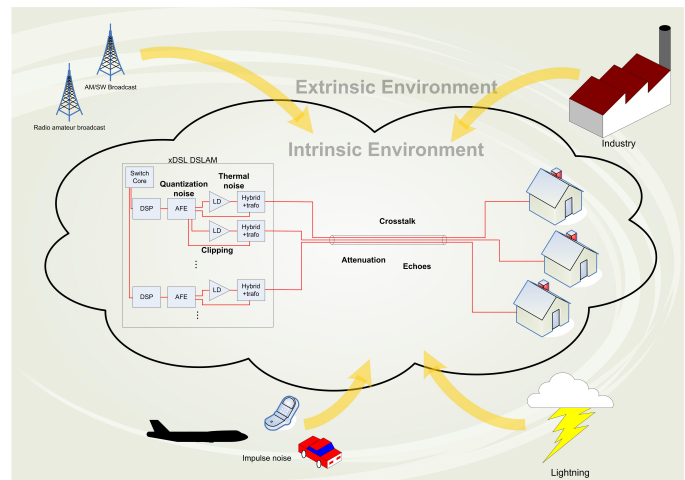 AM/SW Broadcast
Radio amateur broadcast
Extrinsic Environment
Industry
Intrinsic Environment
xDSL DSLAM
Switch
Core
Quantization
noise
Thermal
noise
DSP
AFE
LD
Hybrid
+trafo
LD
Hybrid
+trafo
Clipping
...
DSP
AFE
LD
Hybrid
+trafo
...
Crosstalk
Attenuation
Echoes
Impulse noise
Lightning